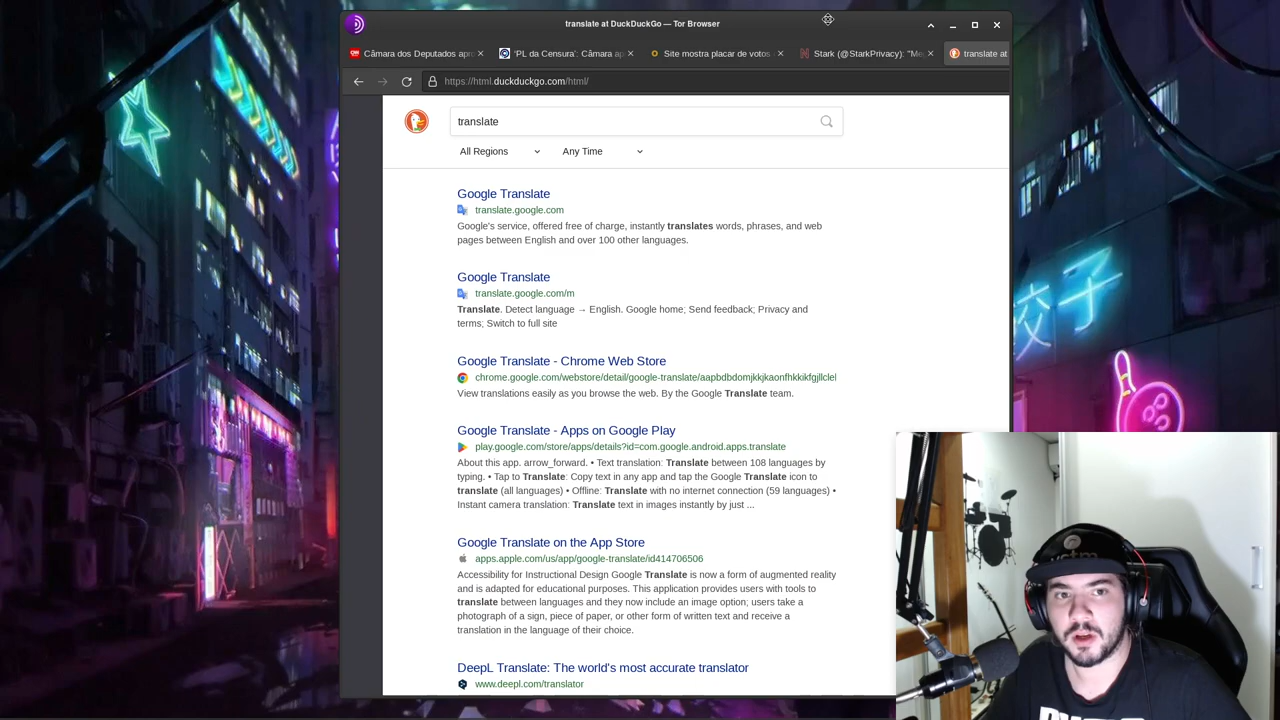 translate at DuckDuckGo — Tor Browser
Câmara dos Deputados apr
'PL da Censura': Câmara ap
Site mostra placar de votos
Stark (@StarkPrivacy): "Me
translate at
https://html.duckduckgo.com/html/
translate
All Regions
Any Time
Google Translate
translate.google.com
Google's service, offered free of charge, instantly translates words, phrases, and web
pages between English and over 100 other languages.
Google Translate
translate.google.com/m
Translate. Detect language → English. Google home; Send feedback; Privacy and
terms; Switch to full site
Google Translate - Chrome Web Store
chrome.google.com/webstore/detail/google-translate/aapbdbdomjkkjkaonfhkkikfgjllclel
View translations easily as you browse the web. By the Google Translate team.
Google Translate - Apps on Google Play
play.google.com/store/apps/details?id=com.google.android.apps.translate
About this app. arrow_forward. • Text translation: Translate between 108 languages by
typing. • Tap to Translate: Copy text in any app and tap the Google Translate icon to
translate (all languages) • Offline: Translate with no internet connection (59 languages) •
Instant camera translation: Translate text in images instantly by just ...
Google Translate on the App Store
apps.apple.com/us/app/google-translate/id414706506
Accessibility for Instructional Design Google Translate is now a form of augmented reality
and is adapted for educational purposes. This application provides users with tools to
translate between languages and they now include an image option; users take a
photograph of a sign, piece of paper, or other form of written text and receive a
translation in the language of their choice.
DeepL Translate: The world's most accurate translator
www.deepl.com/translator
饺子